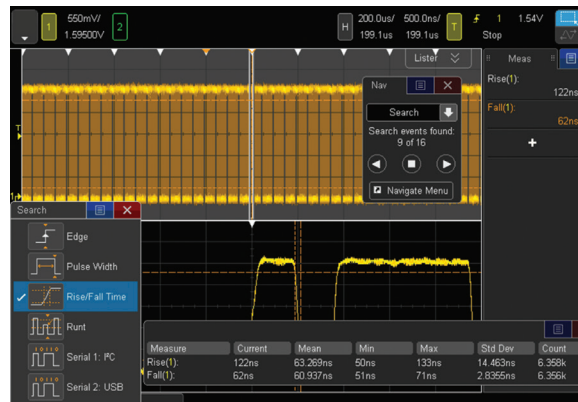 1 550mV/ 1.59500V 2 H 200.0us/ 199.1us 500.0ns/ 199.1us T 1 1.54V Stop
Lister
Meas
Rise(1):
122ns
Fall(1):
62ns
Nav
Search
Search events found:
9 of 16
Navigate Menu
T
1
Search
Edge
Pulse Width
Rise/Fall Time
Runt
Serial 1: I²C
Serial 2: USB
Measure Current Mean Min Max Std Dev Count
Rise(1): 122ns 63.269ns 50ns 133ns 14.463ns 6.358k
Fall(1): 62ns 60.937ns 51ns 71ns 2.8355ns 6.356k